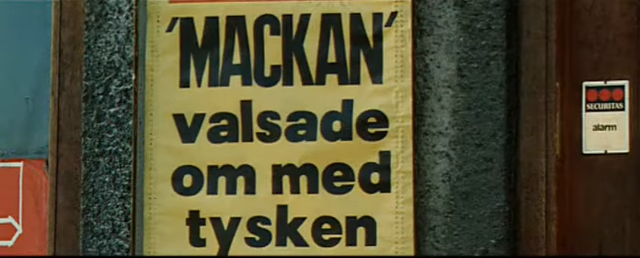 'MACKAN'
valsade
om med
tysken
SECURITAS
alarm